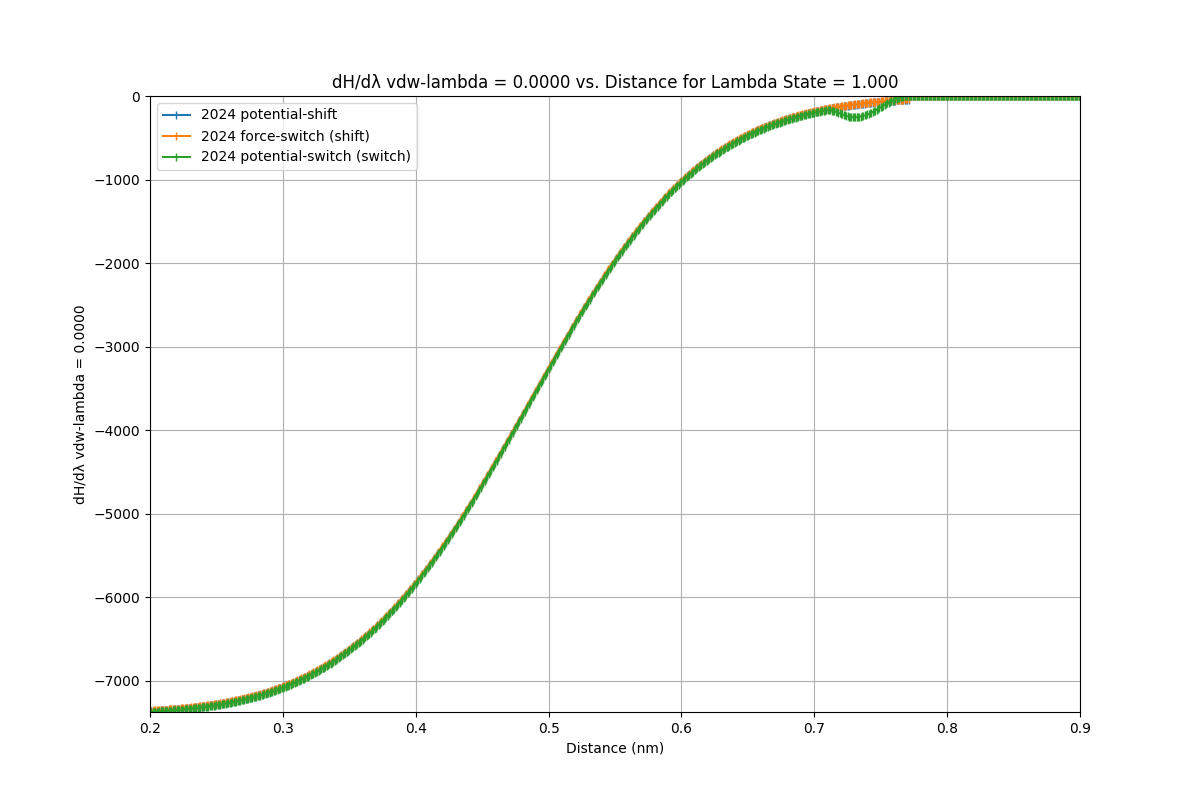 dH/dλ vdw-lambda = 0.0000 vs. Distance for Lambda State = 1.000
2024 potential-shift
2024 force-switch (shift)
2024 potential-switch (switch)
0
−1000
−2000
−3000
−4000
−5000
−6000
−7000
dH/dλ vdw-lambda = 0.0000
0.2 0.3 0.4 0.5 0.6 0.7 0.8 0.9
Distance (nm)